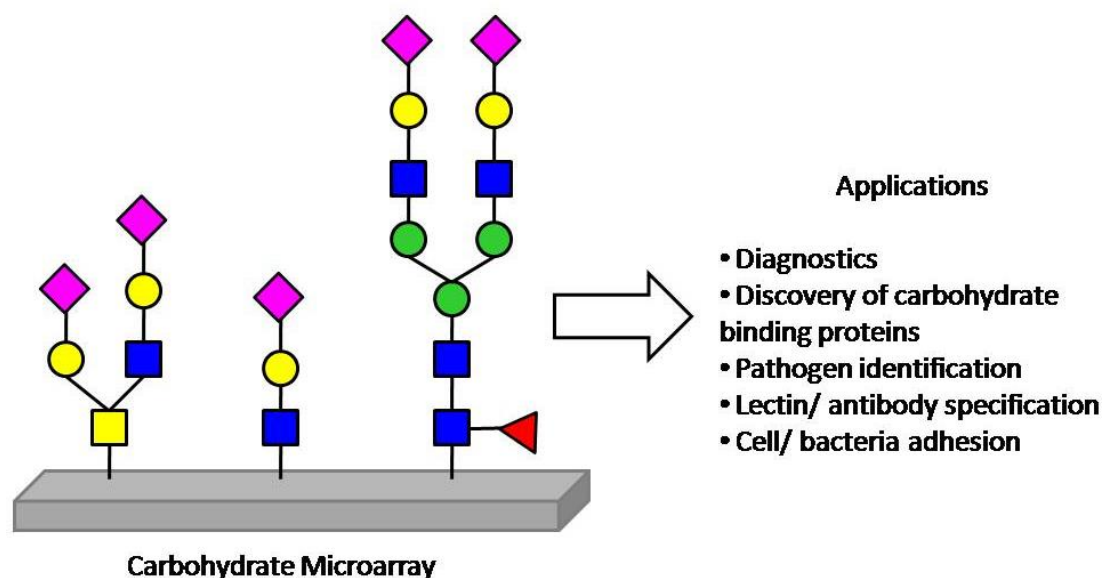 Applications
• Diagnostics
• Discovery of carbohydrate
binding proteins
• Pathogen identification
• Lectin/ antibody specification
• Cell/ bacteria adhesion
Carbohydrate Microarray